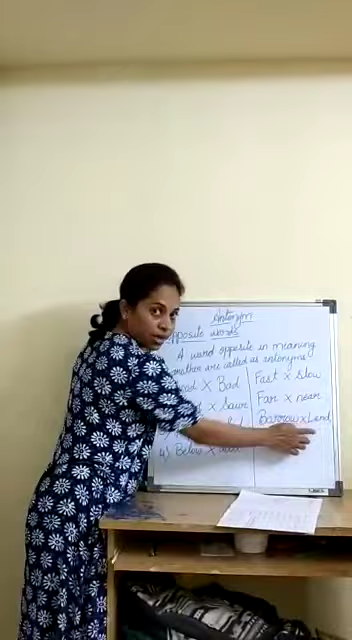 Antonym
Opposite words
A word opposite in meaning
another are called as antonyms
Good X Bad
X Sour
4) Below X
Fast x slow
Far x near
Borrow x Lend